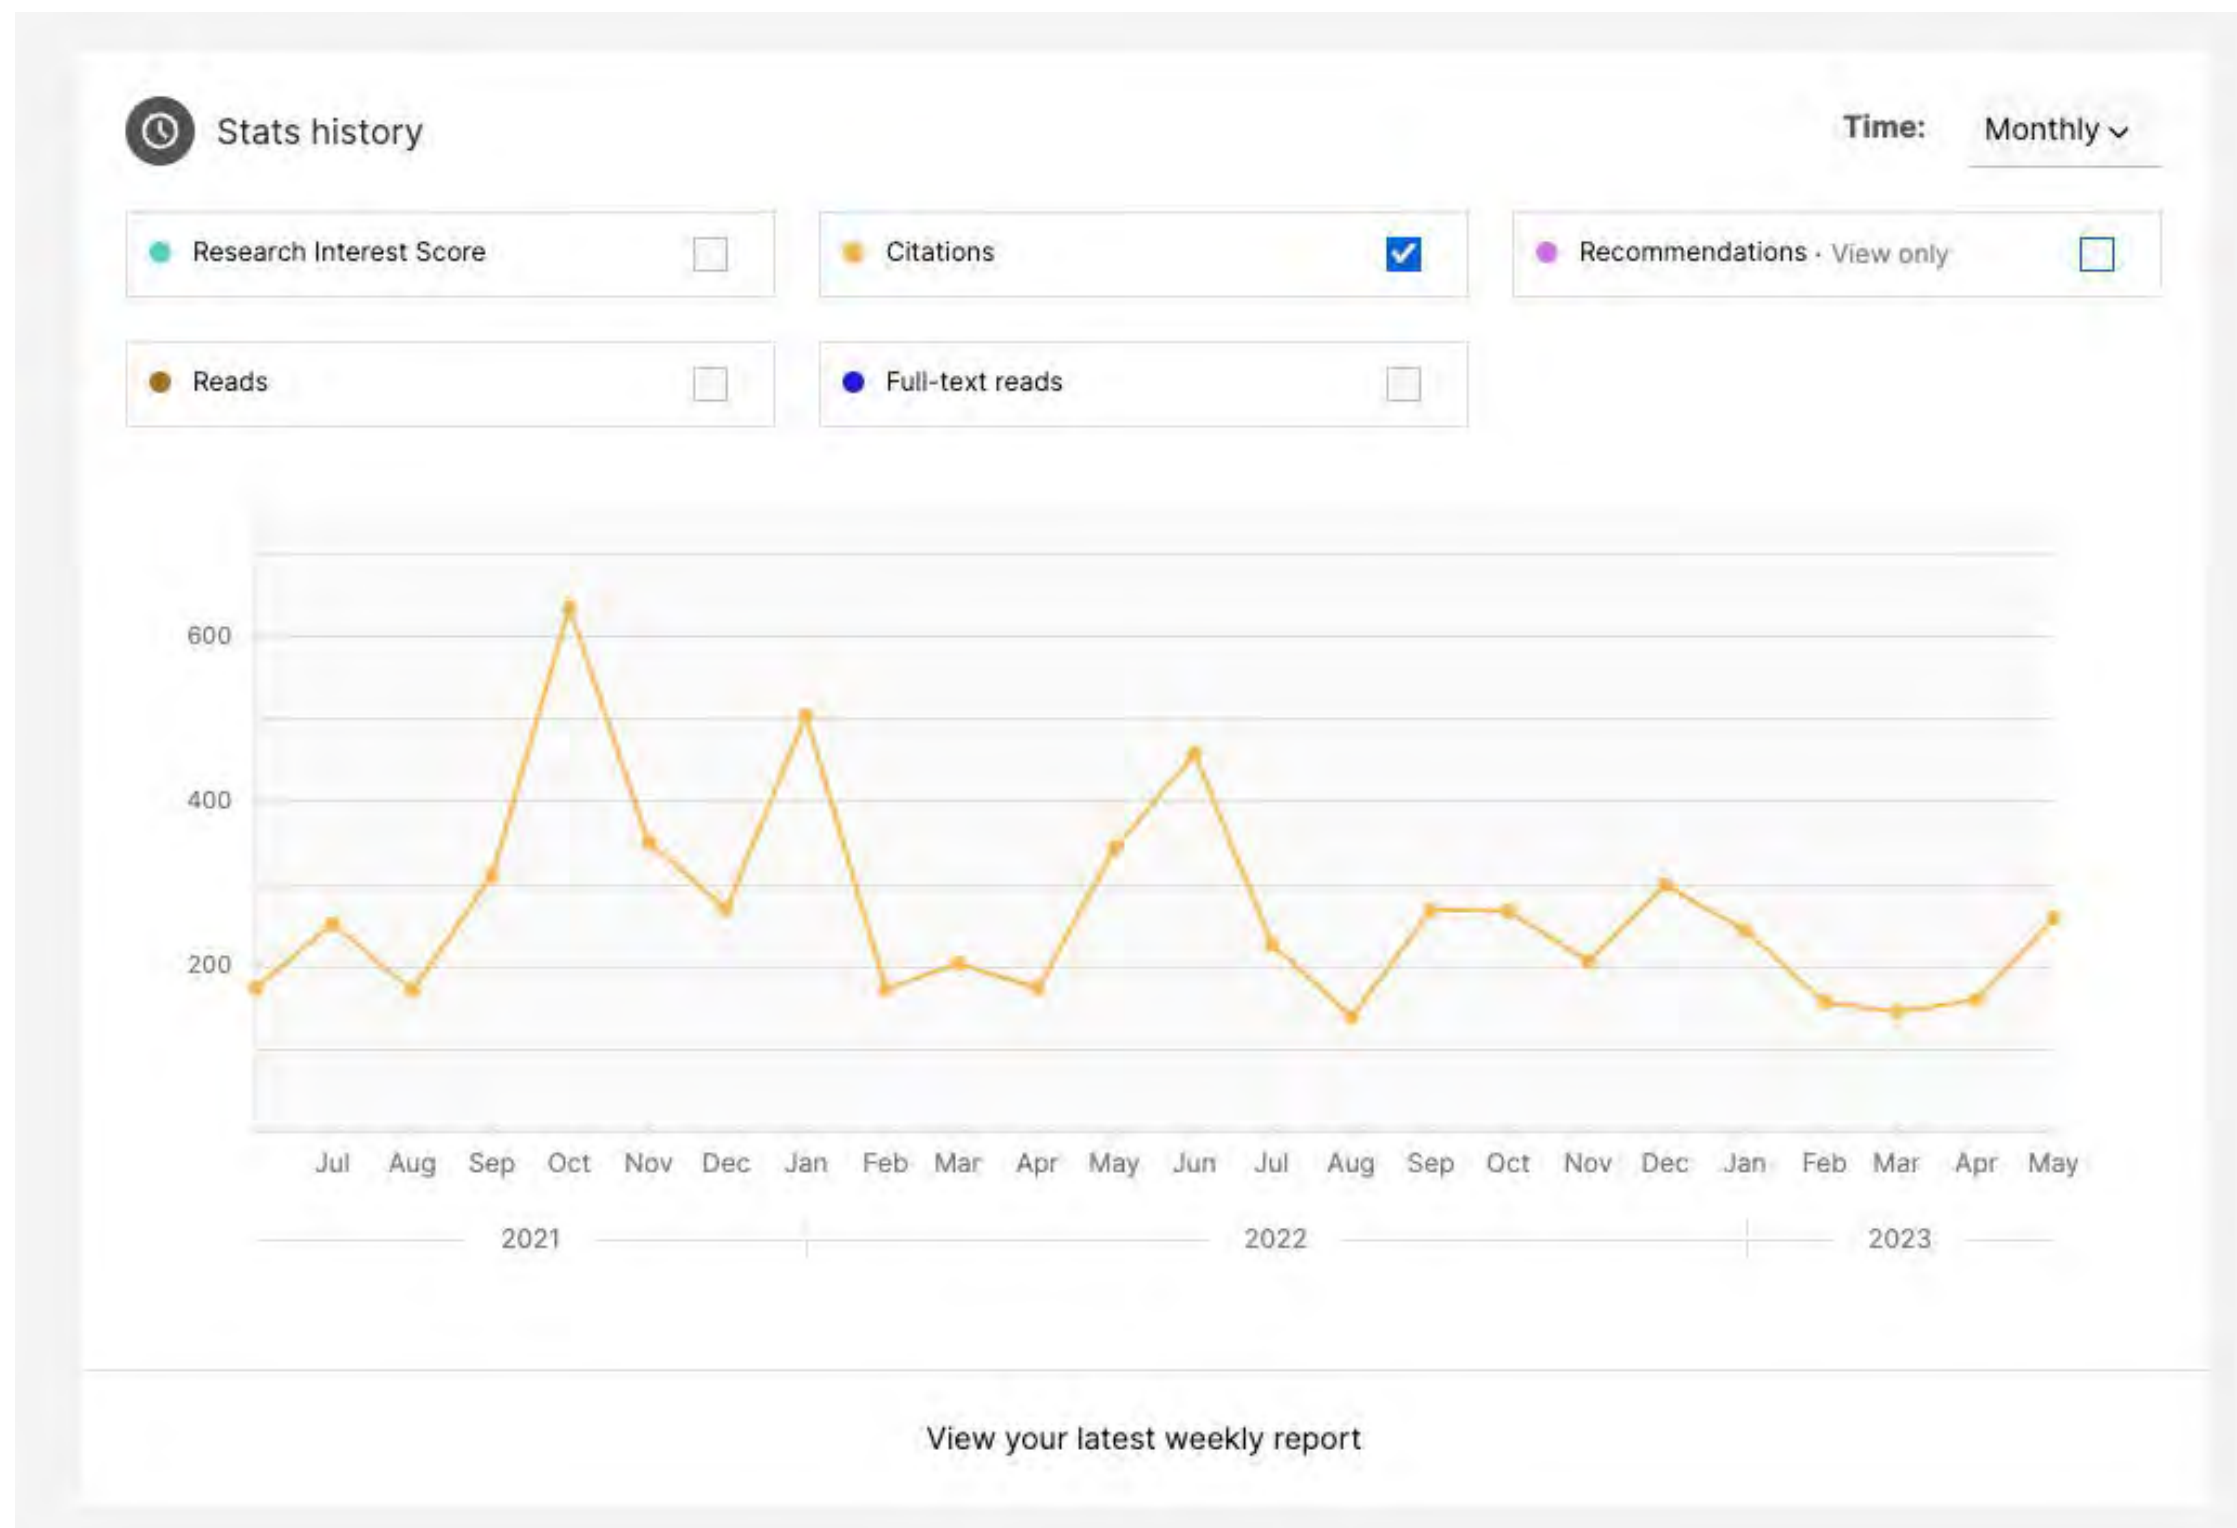 Stats history
Time: Monthly
Research Interest Score
Citations
Recommendations · View only
Reads
Full-text reads
600
400
200
Jul Aug Sep Oct Nov Dec Jan Feb Mar Apr May Jun Jul Aug Sep Oct Nov Dec Jan Feb Mar Apr May
2021 2022 2023
View your latest weekly report